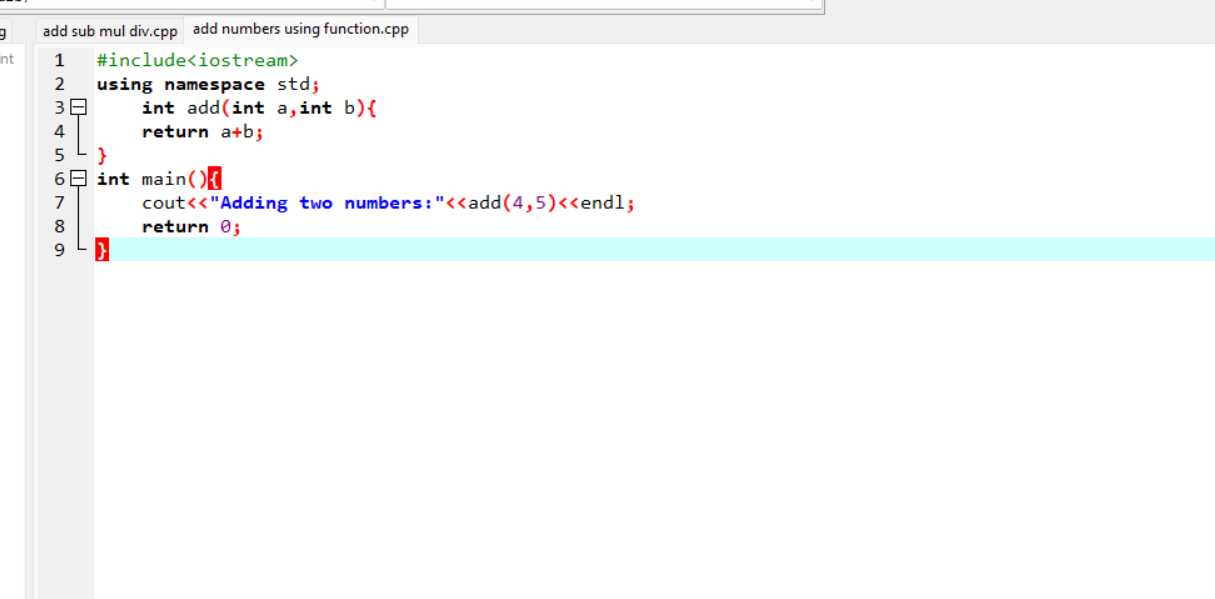 add sub mul div.cpp add numbers using function.cpp
int
1 #include<iostream>
2 using namespace std;
3 int add(int a,int b){
4 return a+b;
5 }
6 int main(){
7 cout<<"Adding two numbers:"<<add(4,5)<<endl;
8 return 0;
9 }